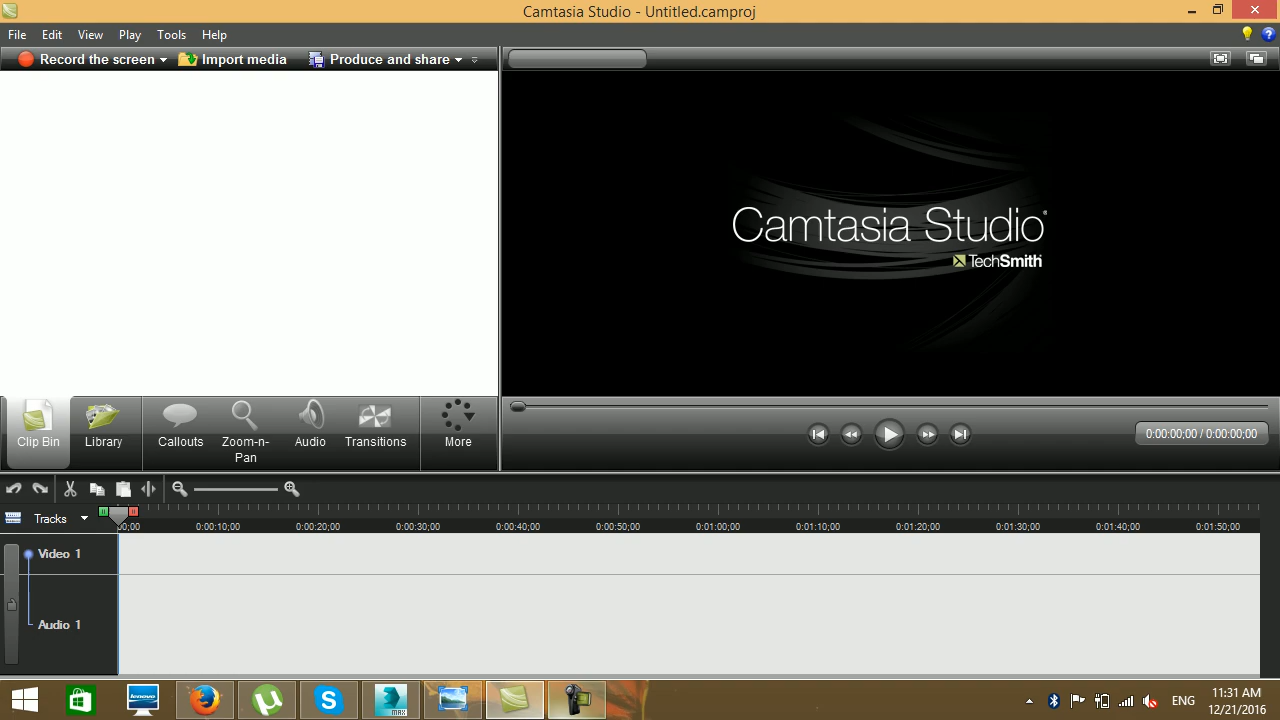 Camtasia Studio - Untitled.camproj
File Edit View Play Tools Help
Record the screen Import media Produce and share
Camtasia Studio®
TechSmith
Clip Bin Library Callouts Zoom-n-Pan Audio Transitions More
0:00:00;00 / 0:00:00;00
Tracks 00;00 0:00:10;00 0:00:20;00 0:00:30;00 0:00:40;00 0:00:50;00 0:01:00;00 0:01:10;00 0:01:20;00 0:01:30;00 0:01:40;00 0:01:50;00
Video 1
Audio 1
lenovo
MAX
ENG
11:31 AM
12/21/2016